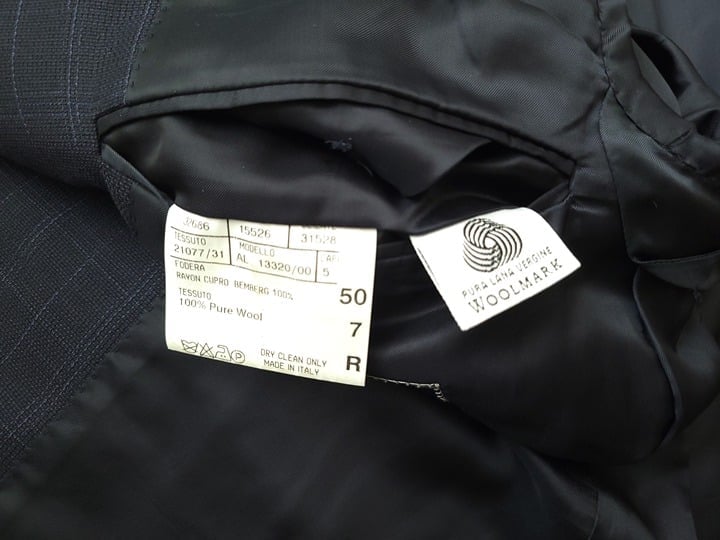 32686 15526 31528
TESSUTO MODELLO
21077/31 AL 13320/00 5
FODERA
RAYON CUPRO BEMBERG 100%
TESSUTO
100% Pure Wool
50
7
R
DRY CLEAN ONLY
MADE IN ITALY
PURA LANA VERGINE
WOOLMARK